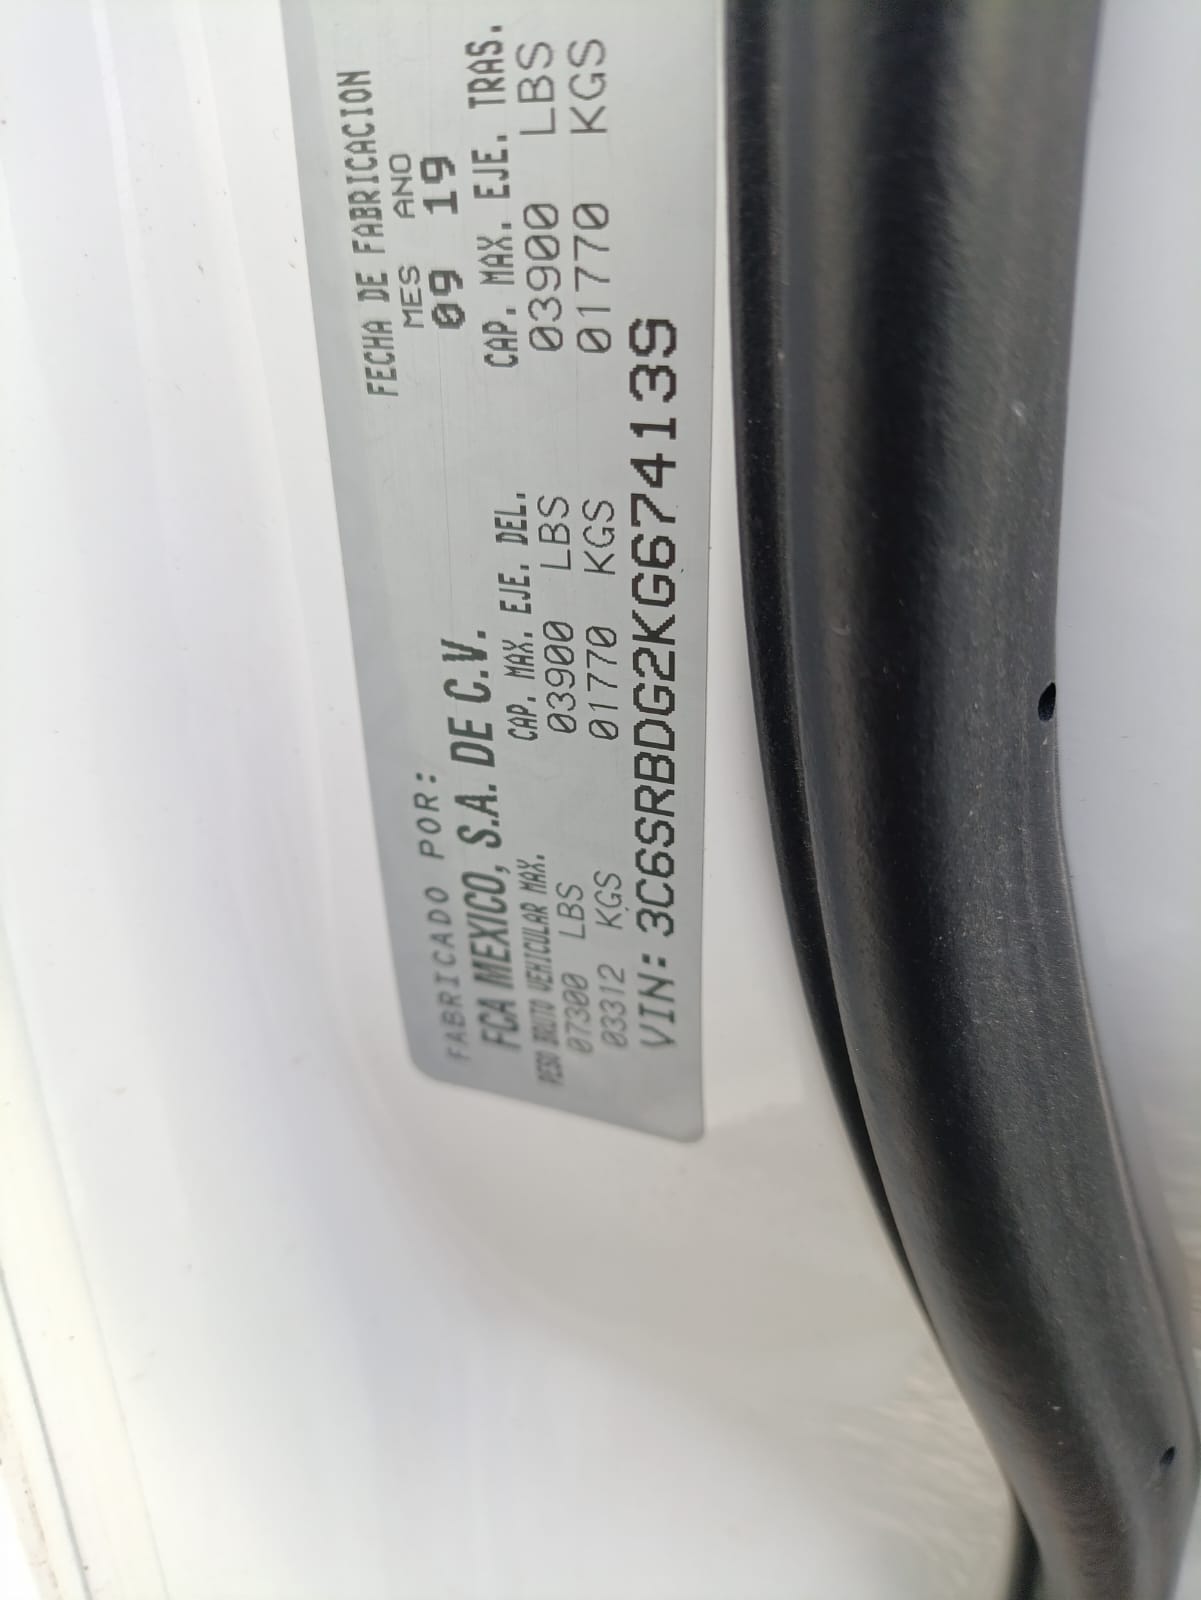 FABRICADO POR:
FCA MEXICO, S.A. DE C.V.
FECHA DE FABRICACION
MES ANO
09 19
PESO BRUTO VEHICULAR MAX.
07300 LBS
03312 KGS
CAP. MAX. EJE. DEL.
03900 LBS
01770 KGS
CAP. MAX. EJE. TRAS.
03900 LBS
01770 KGS
VIN: 3C6SRBDG2KG674139